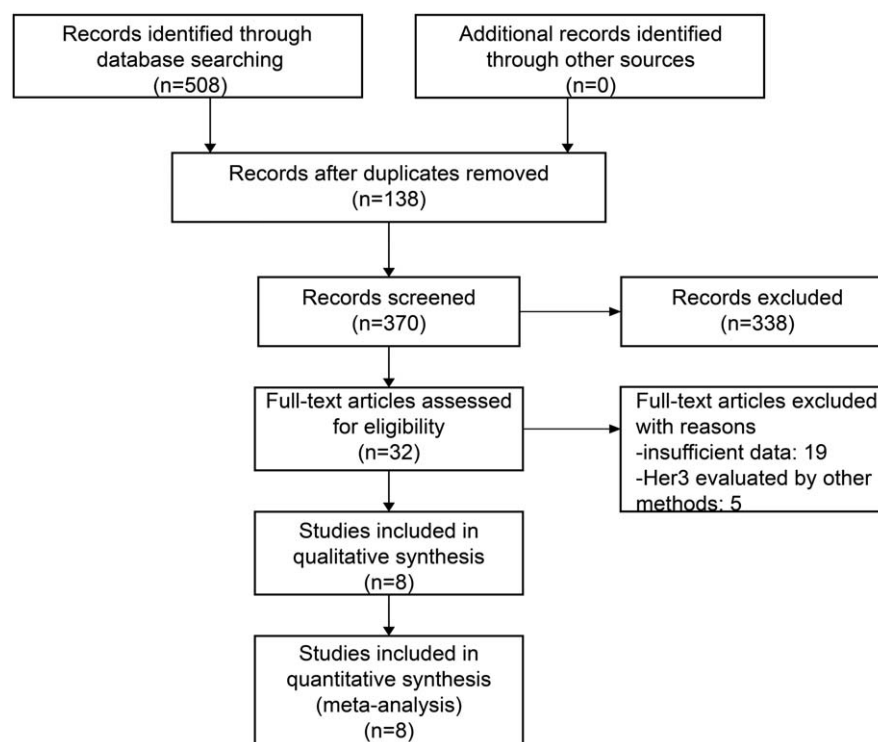 Records identified through
database searching
(n=508)
Additional records identified
through other sources
(n=0)
Records after duplicates removed
(n=138)
Records screened
(n=370)
Records excluded
(n=338)
Full-text articles assessed
for eligibility
(n=32)
Full-text articles excluded
with reasons
-insufficient data: 19
-Her3 evaluated by other
methods: 5
Studies included in
qualitative synthesis
(n=8)
Studies included in
quantitative synthesis
(meta-analysis)
(n=8)